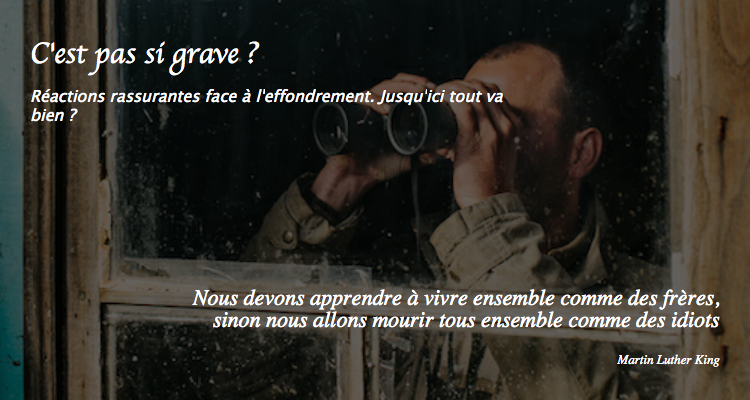 C'est pas si grave ?
Réactions rassurantes face à l'effondrement. Jusqu'ici tout va
bien ?
Nous devons apprendre à vivre ensemble comme des frères,
sinon nous allons mourir tous ensemble comme des idiots
Martin Luther King